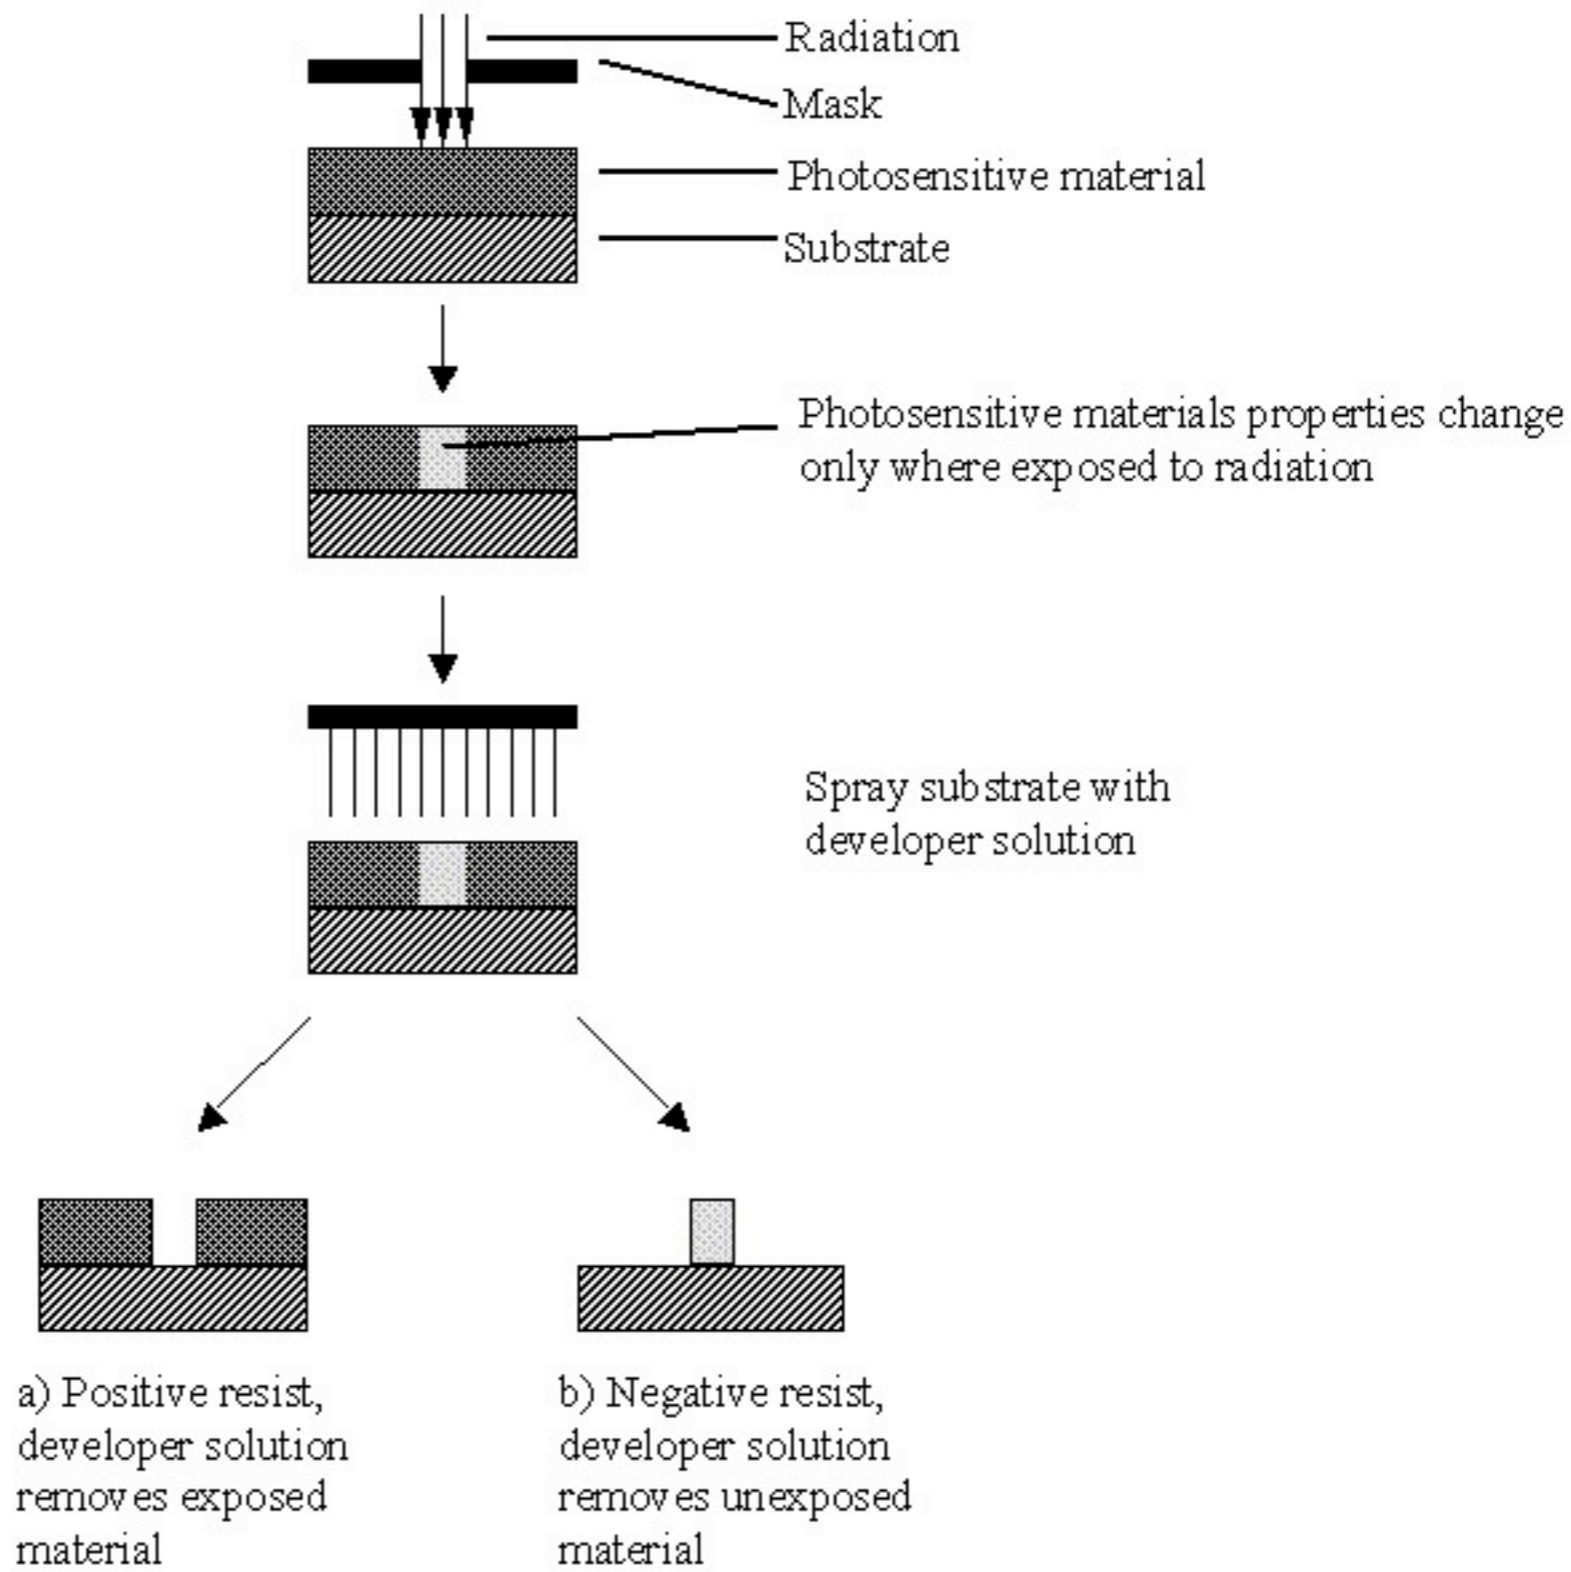 Radiation
Mask
Photosensitive material
Substrate
Photosensitive materials properties change
only where exposed to radiation
Spray substrate with
developer solution
a) Positive resist,
developer solution
removes exposed
material
b) Negative resist,
developer solution
removes unexposed
material